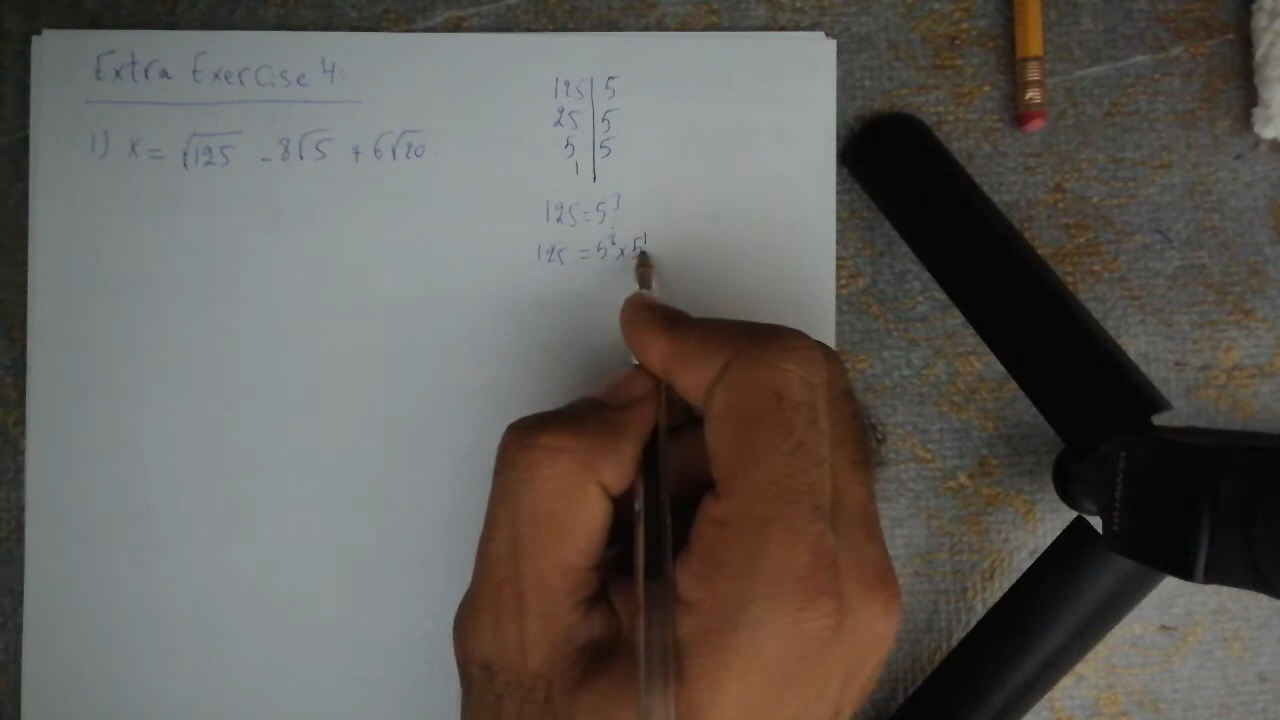 Extra Exercise 4:
1) x = √125 - 8√5 + 6√20.
125 | 5
25 | 5
5 | 5
1
125 = 5³
125 = 5² × 5¹